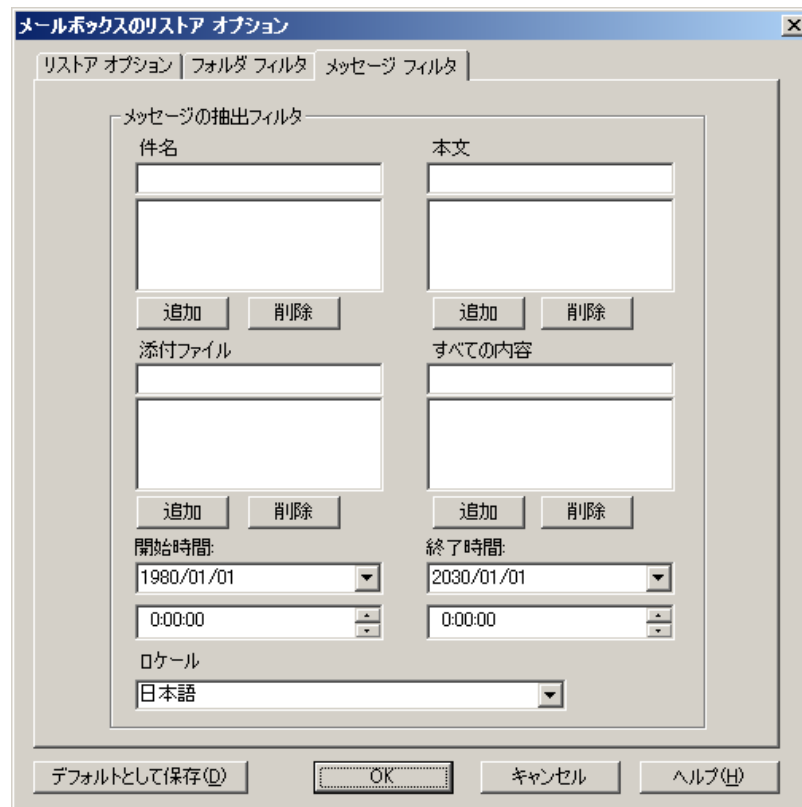 メールボックスのリストア オプション
リストア オプション フォルダ フィルタ メッセージ フィルタ
メッセージの抽出フィルタ
件名 本文
追加 削除 追加 削除
添付ファイル すべての内容
追加 削除 追加 削除
開始時間: 終了時間:
1980/01/01 2030/01/01
0:00:00 0:00:00
ロケール
日本語
デフォルトとして保存(D) OK キャンセル ヘルプ(H)